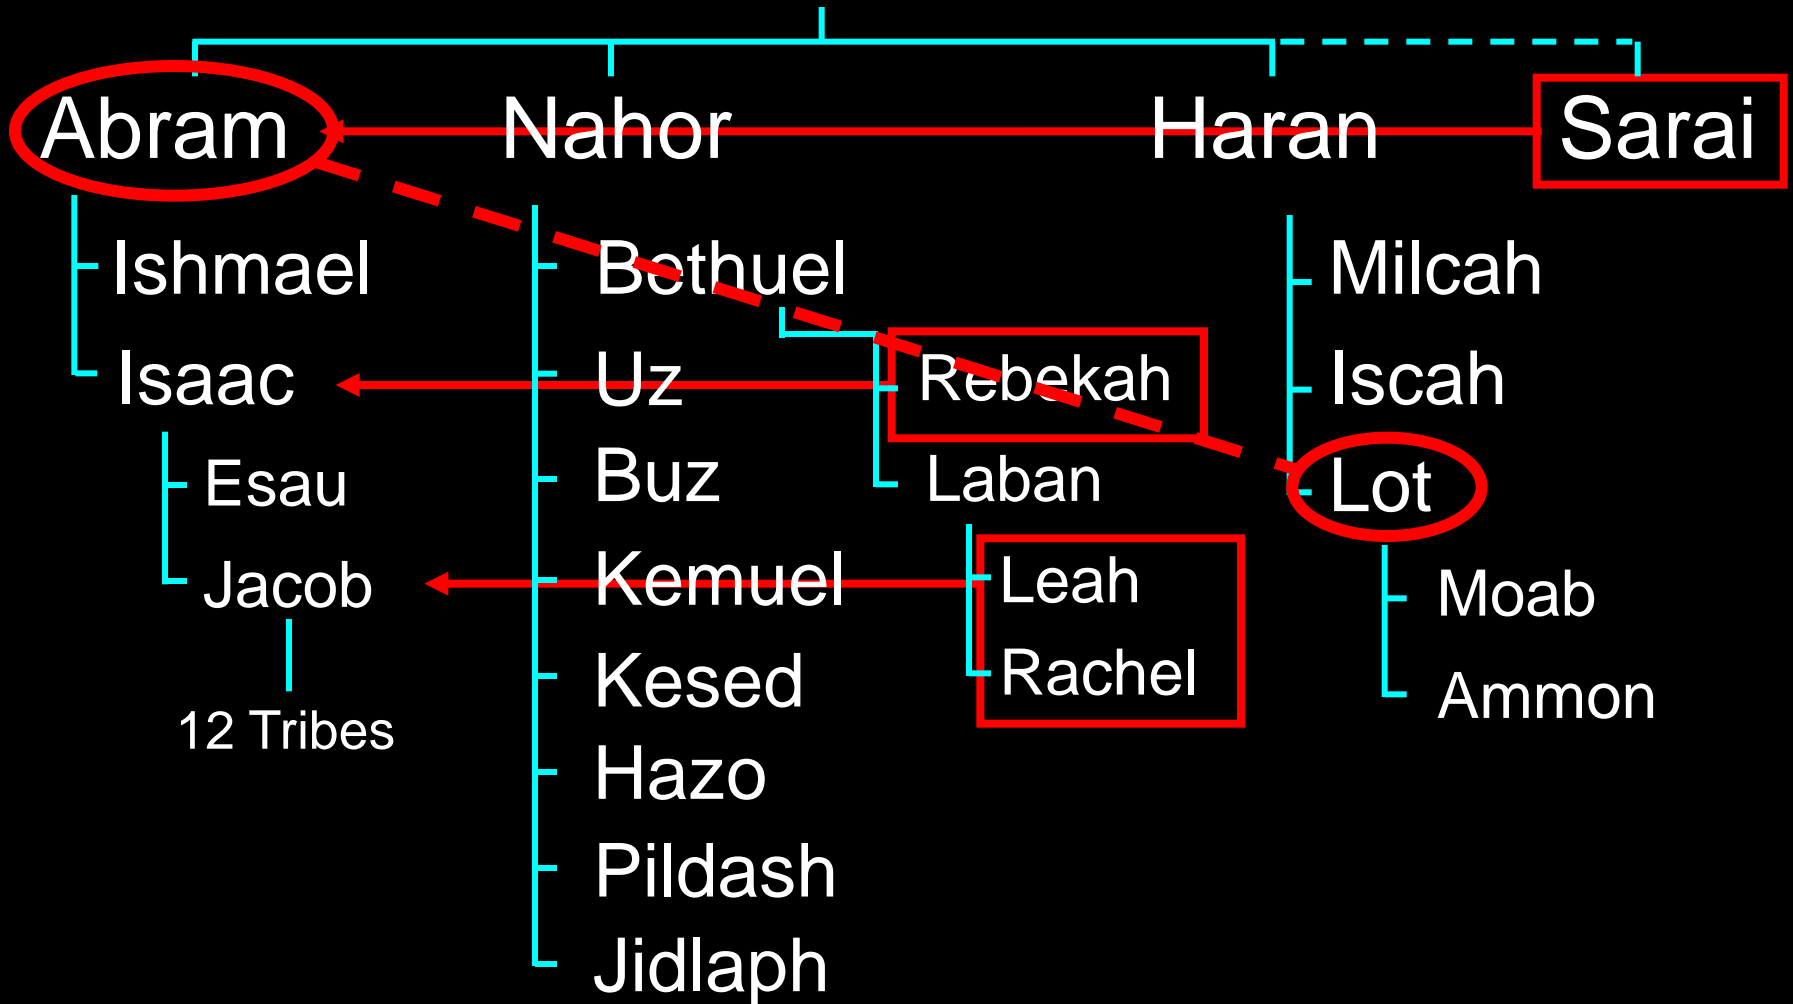 Abram Nahor Haran Sarai
Ishmael Bethuel Milcah
Isaac Uz Rebekah Iscah
Esau Buz Laban Lot
Jacob Kemuel Leah Moab
Kesed Rachel Ammon
12 Tribes
Hazo
Pildash
Jidlaph